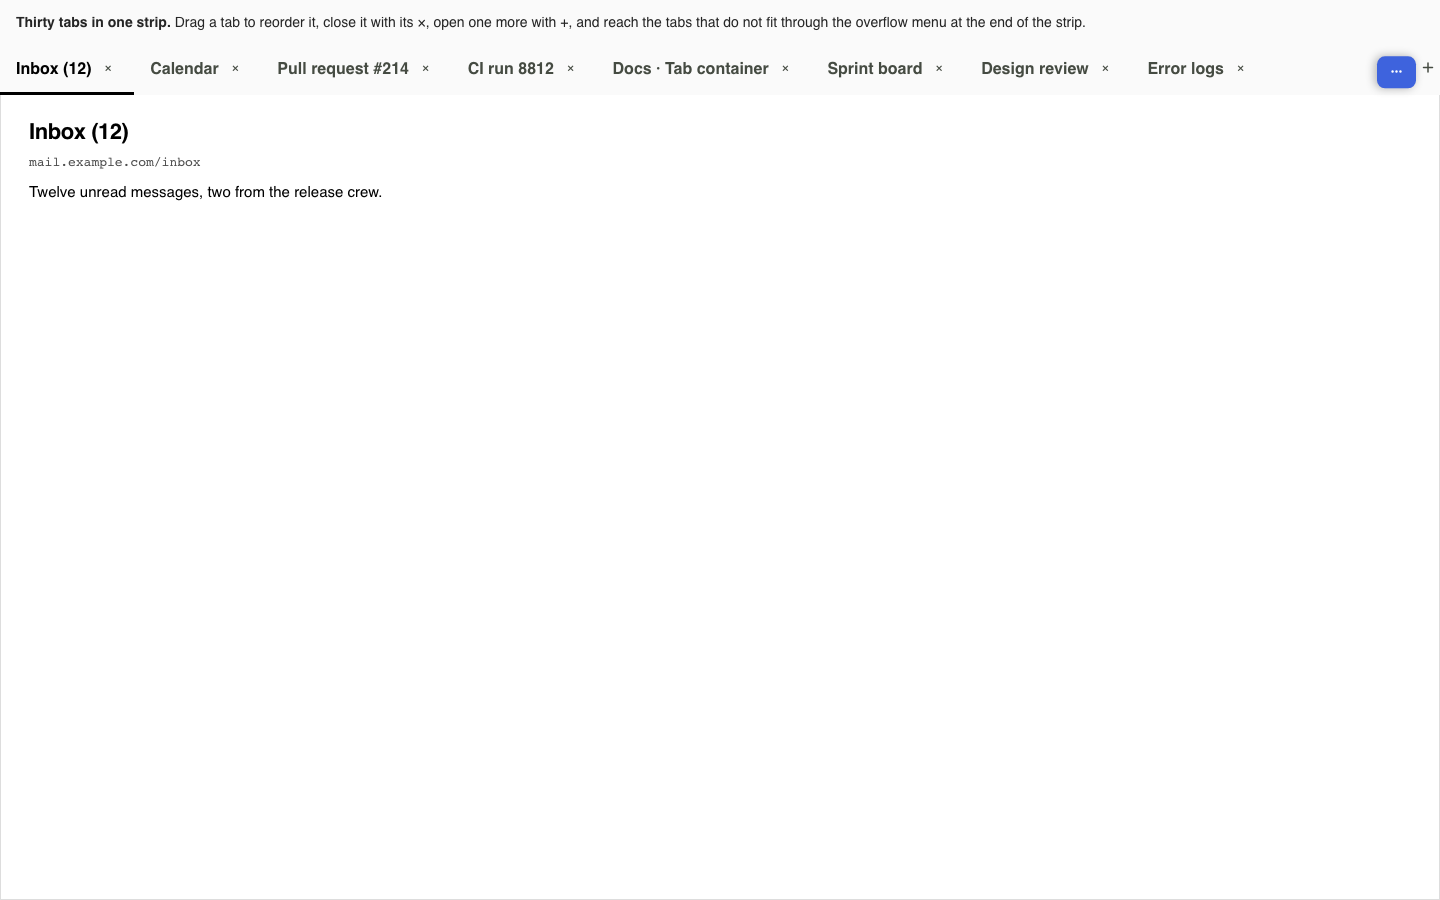 Thirty tabs in one strip. Drag a tab to reorder it, close it with its ×, open one more with +, and reach the tabs that do not fit through the overflow menu at the end of the strip.
Inbox (12) × Calendar × Pull request #214 × CI run 8812 × Docs · Tab container × Sprint board × Design review × Error logs × ... +
Inbox (12)
mail.example.com/inbox
Twelve unread messages, two from the release crew.